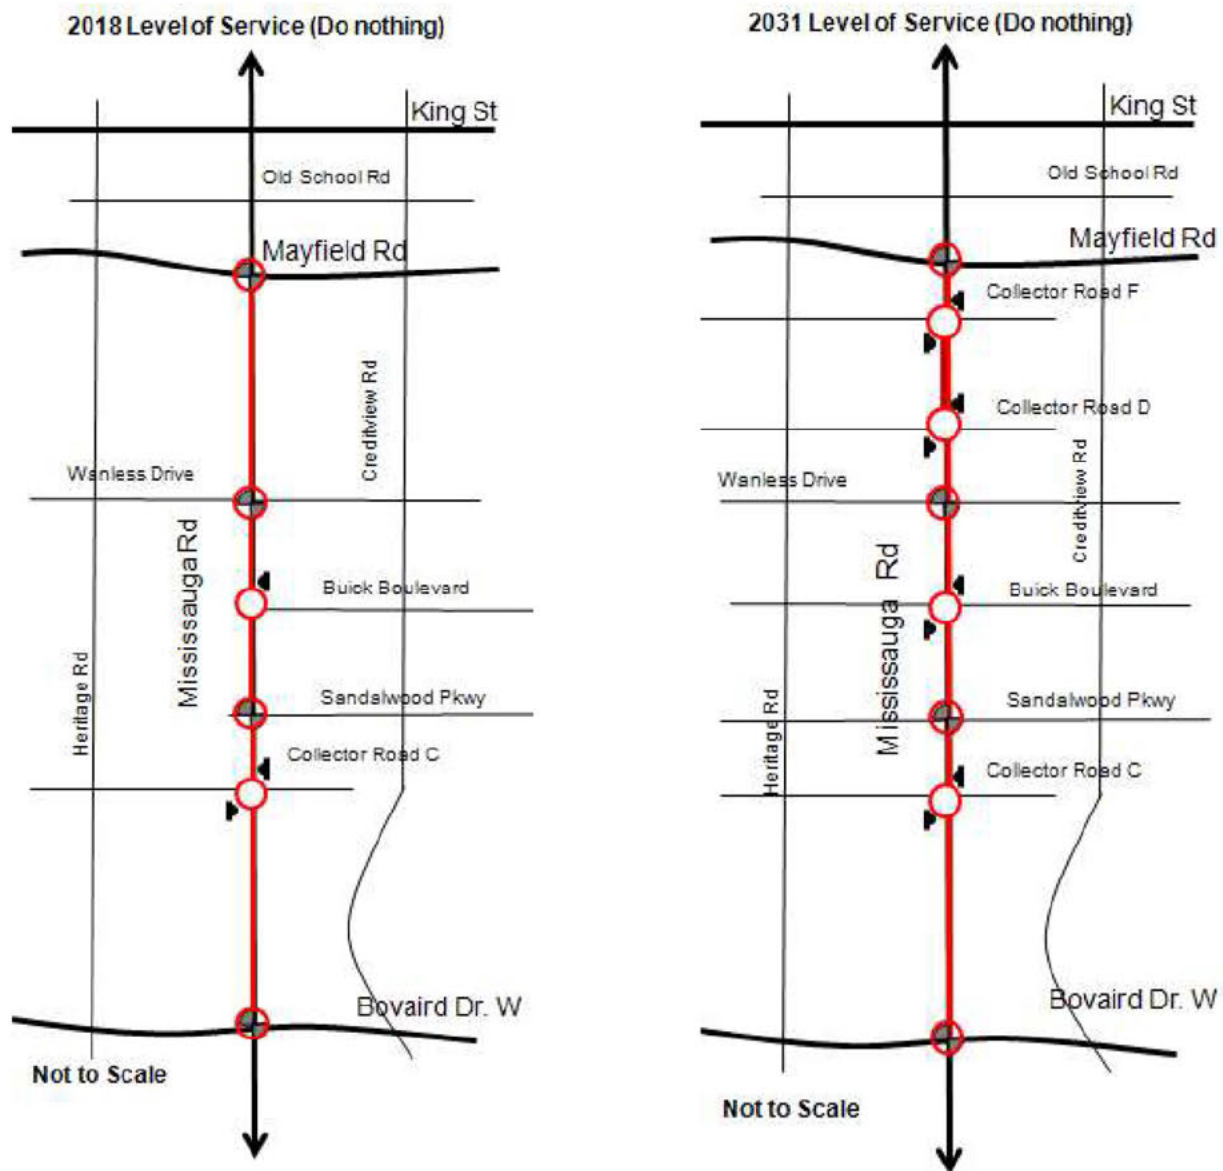 2018 Level of Service (Do nothing)
King St
Old School Rd
Mayfield Rd
Creditview Rd
Wanless Drive
Mississauga Rd
Buick Boulevard
Heritage Rd
Sandalwood Pkwy
Collector Road C
Bovaird Dr. W
Not to Scale
2031 Level of Service (Do nothing)
King St
Old School Rd
Mayfield Rd
Collector Road F
Collector Road D
Creditview Rd
Wanless Drive
Mississauga Rd
Buick Boulevard
Heritage Rd
Sandalwood Pkwy
Collector Road C
Bovaird Dr. W
Not to Scale